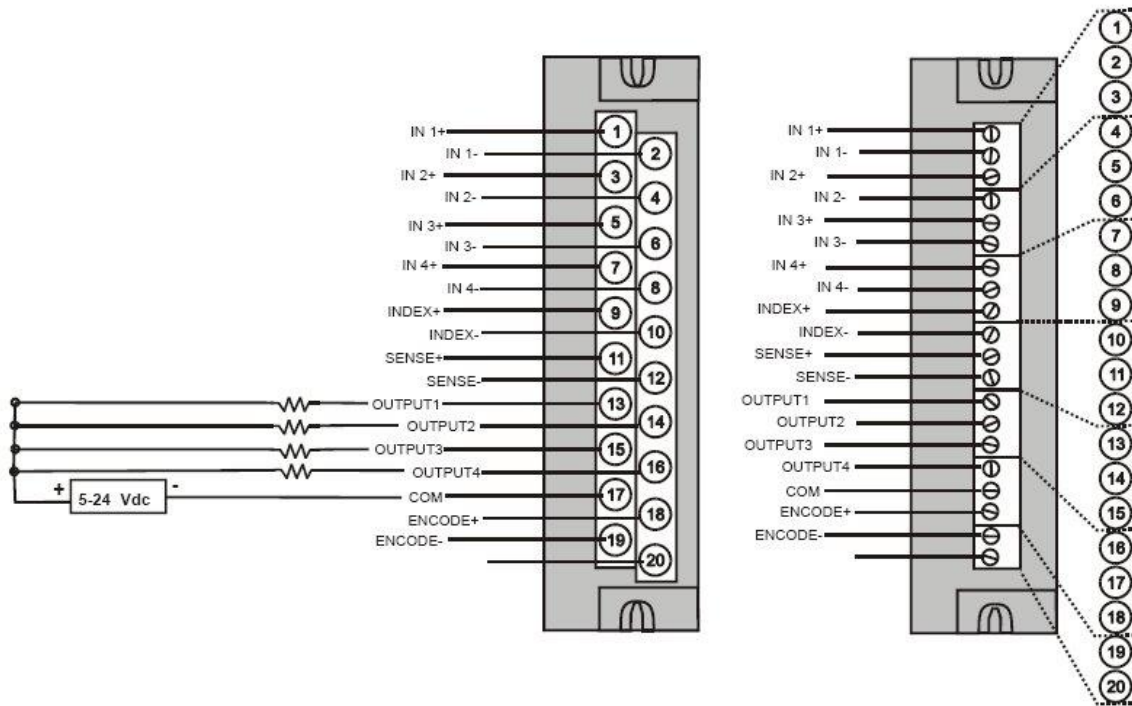 IN 1+
1
IN 1-
2
IN 2+
3
IN 2-
4
IN 3+
5
IN 3-
6
IN 4+
7
IN 4-
8
INDEX+
9
INDEX-
10
SENSE+
11
SENSE-
12
OUTPUT1
13
OUTPUT2
14
OUTPUT3
15
OUTPUT4
16
+ 5-24 Vdc -
COM
17
ENCODE+
18
ENCODE-
19
20
IN 1+
IN 1-
IN 2+
IN 2-
IN 3+
IN 3-
IN 4+
IN 4-
INDEX+
INDEX-
SENSE+
SENSE-
OUTPUT1
OUTPUT2
OUTPUT3
OUTPUT4
COM
ENCODE+
ENCODE-
1
2
3
4
5
6
7
8
9
10
11
12
13
14
15
16
17
18
19
20